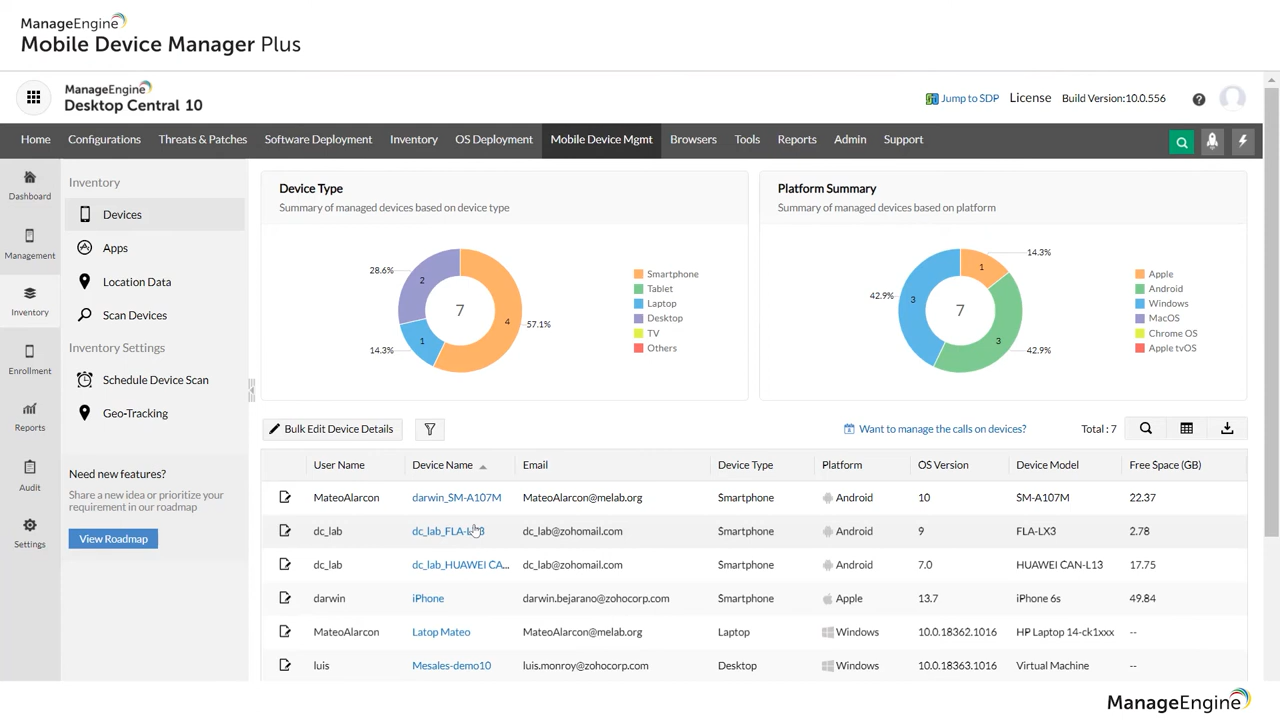 ManageEngine
Mobile Device Manager Plus
ManageEngine
Desktop Central 10
Jump to SDP License Build Version:10.0.556
Home Configurations Threats & Patches Software Deployment Inventory OS Deployment Mobile Device Mgmt Browsers Tools Reports Admin Support
Dashboard
Management
Inventory
Enrollment
Reports
Audit
Settings
Inventory
Devices
Apps
Location Data
Scan Devices
Inventory Settings
Schedule Device Scan
Geo-Tracking
Need new features?
Share a new idea or prioritize your
requirement in our roadmap
View Roadmap
Device Type
Summary of managed devices based on device type
28.6%
2
7
4
57.1%
1
14.3%
Smartphone
Tablet
Laptop
Desktop
TV
Others
Platform Summary
Summary of managed devices based on platform
14.3%
1
42.9%
3
7
3
42.9%
Apple
Android
Windows
MacOS
Chrome OS
Apple tvOS
Bulk Edit Device Details Want to manage the calls on devices? Total : 7
User Name Device Name Email Device Type Platform OS Version Device Model Free Space (GB)
MateoAlarcon darwin_SM-A107M MateoAlarcon@melab.org Smartphone Android 10 SM-A107M 22.37
dc_lab dc_lab_FLA-LX3 dc_lab@zohomail.com Smartphone Android 9 FLA-LX3 2.78
dc_lab dc_lab_HUAWEI CA... dc_lab@zohomail.com Smartphone Android 7.0 HUAWEI CAN-L13 17.75
darwin iPhone darwin.bejarano@zohocorp.com Smartphone Apple 13.7 iPhone 6s 49.84
MateoAlarcon Latop Mateo MateoAlarcon@melab.org Laptop Windows 10.0.18362.1016 HP Laptop 14-ck1xxx --
luis Mesales-demo10 luis.monroy@zohocorp.com Desktop Windows 10.0.18363.1016 Virtual Machine --
ManageEngine